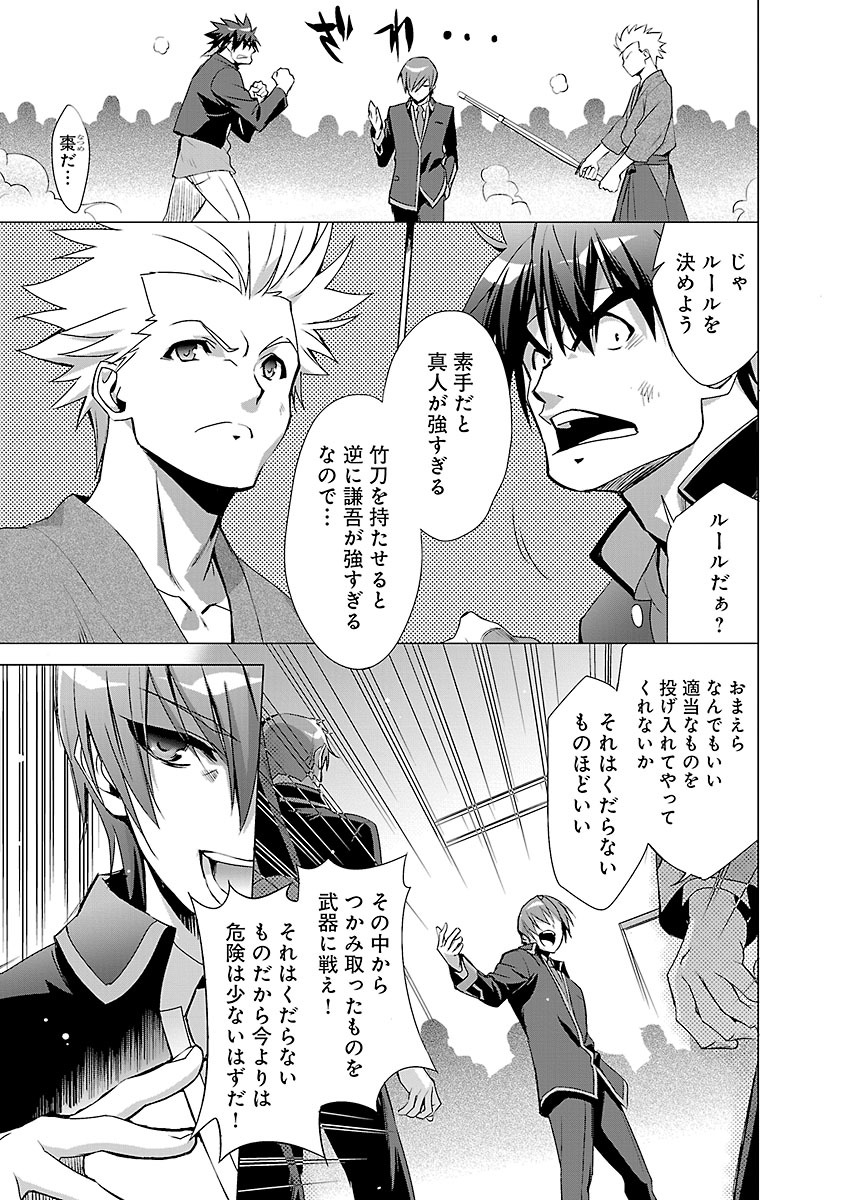 ざわ・・・
棗だ…
なつめ
じゃ
ルールを
決めよう
ルールだぁ？
素手だと
真人が強すぎる
竹刀を持たせると
逆に謙吾が強すぎる
なので…
おまえら
なんでもいい
適当なものを
投げ入れてやって
くれないか
それはくだらない
ものほどいい
その中から
つかみ取ったものを
武器に戦え！
それはくだらない
ものだから今よりは
危険は少ないはずだ！